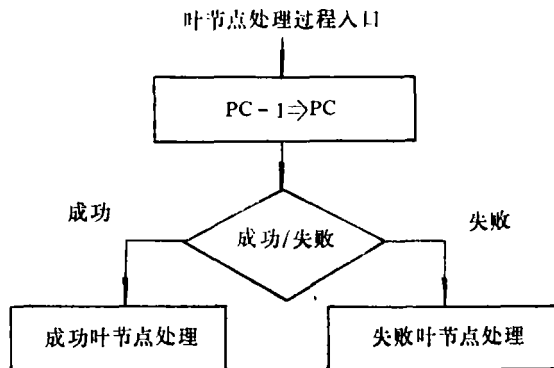 叶节点处理过程入口
PC - 1⇒PC
成功
失败
成功/失败
成功叶节点处理
失败叶节点处理